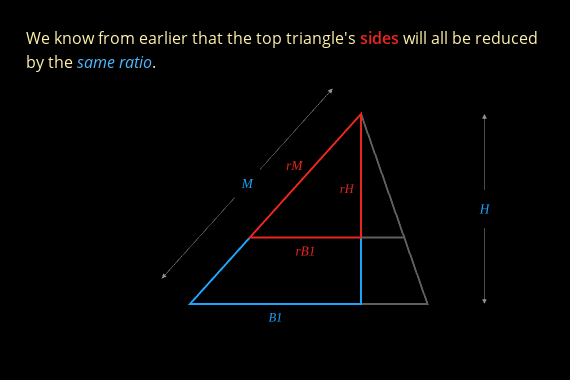 We know from earlier that the top triangle's sides will all be reduced
by the same ratio.
rM
M
rH
H
rB1
B1